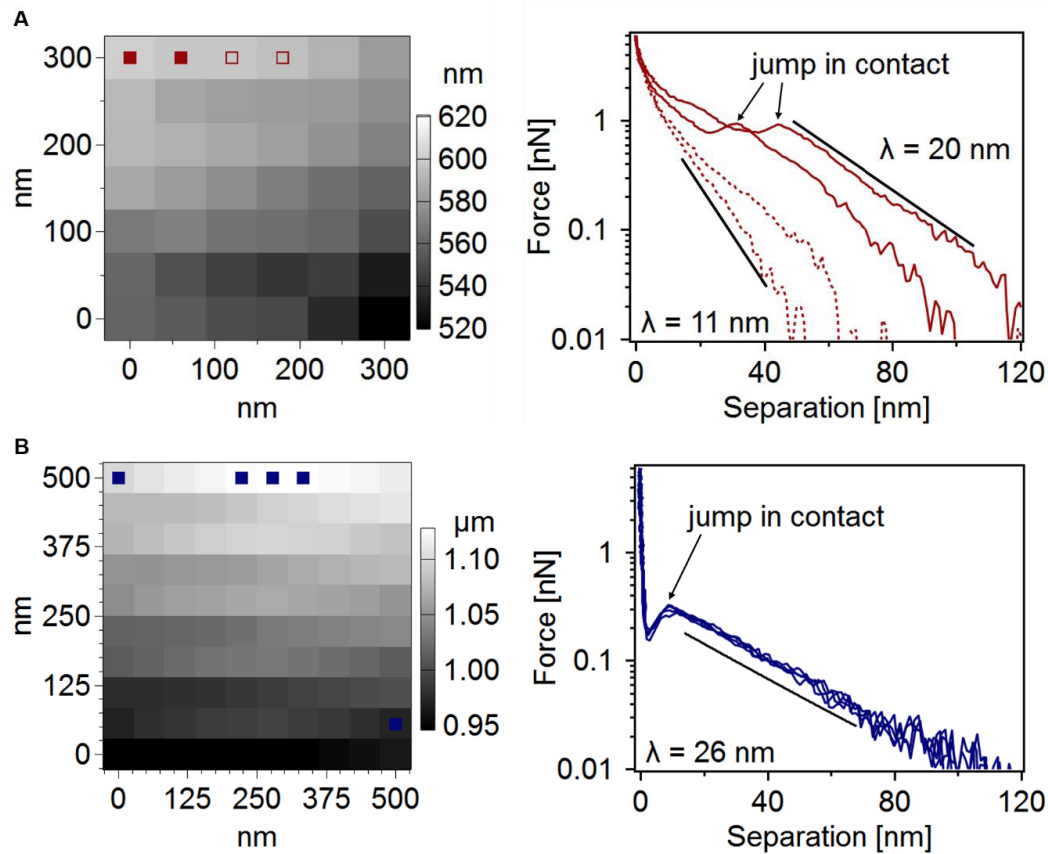 A
nm
300
200
100
0
0 100 200 300
nm
nm
620
600
580
560
540
520
Force [nN]
1
0.1
0.01
jump in contact
λ = 20 nm
λ = 11 nm
0 40 80 120
Separation [nm]
B
nm
500
375
250
125
0
0 125 250 375 500
nm
µm
1.10
1.05
1.00
0.95
Force [nN]
1
0.1
0.01
jump in contact
λ = 26 nm
0 40 80 120
Separation [nm]